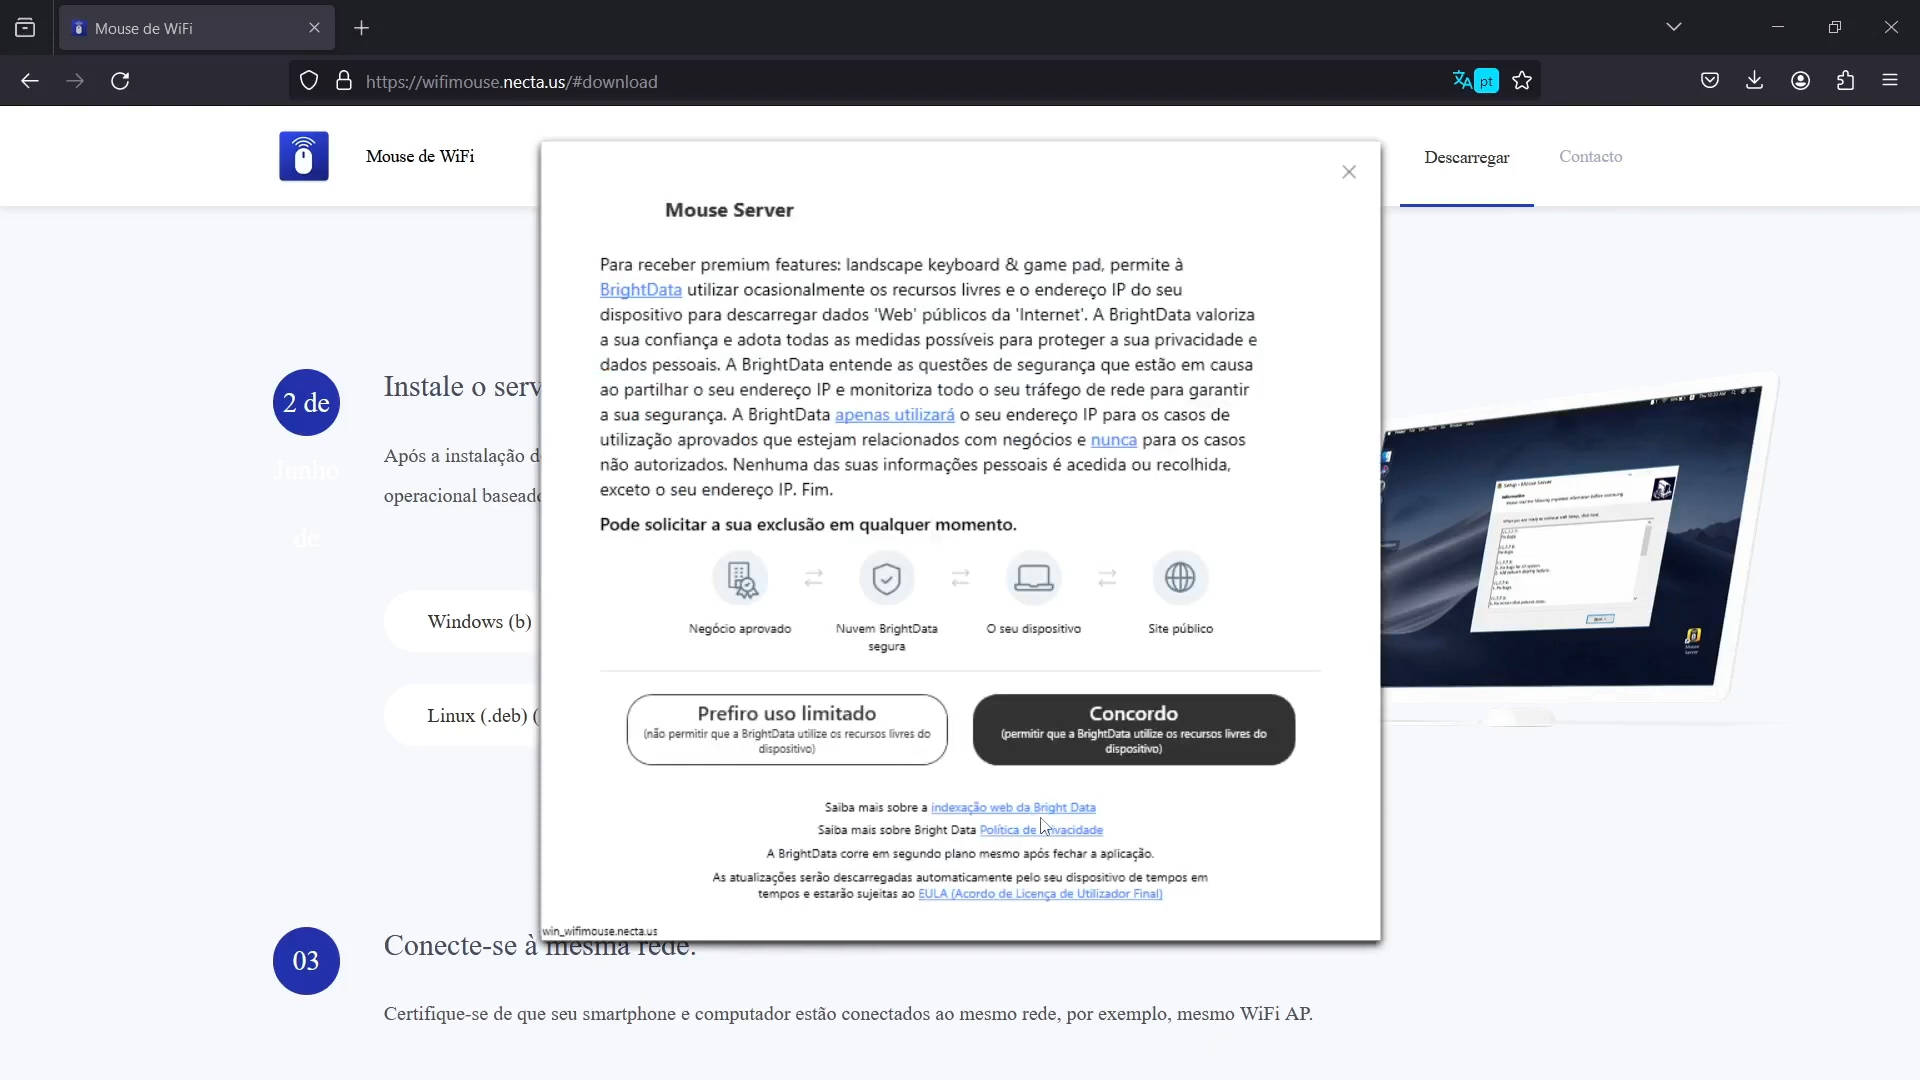 Mouse de WiFi
https://wifimouse.necta.us/#download
pt
Mouse de WiFi
Descarregar
Contacto
Mouse Server
Para receber premium features: landscape keyboard & game pad, permite à
BrightData utilizar ocasionalmente os recursos livres e o endereço IP do seu
dispositivo para descarregar dados 'Web' públicos da 'Internet'. A BrightData valoriza
a sua confiança e adota todas as medidas possíveis para proteger a sua privacidade e
dados pessoais. A BrightData entende as questões de segurança que estão em causa
ao partilhar o seu endereço IP e monitoriza todo o seu tráfego de rede para garantir
a sua segurança. A BrightData apenas utilizará o seu endereço IP para os casos de
utilização aprovados que estejam relacionados com negócios e nunca para os casos
não autorizados. Nenhuma das suas informações pessoais é acedida ou recolhida,
exceto o seu endereço IP. Fim.
Pode solicitar a sua exclusão em qualquer momento.
Negócio aprovado
Nuvem BrightData
segura
O seu dispositivo
Site público
Prefiro uso limitado
(não permitir que a BrightData utilize os recursos livres do
dispositivo)
Concordo
(permitir que a BrightData utilize os recursos livres do
dispositivo)
Saiba mais sobre a indexação web da Bright Data
Saiba mais sobre Bright Data Política de Privacidade
A BrightData corre em segundo plano mesmo após fechar a aplicação.
As atualizações serão descarregadas automaticamente pelo seu dispositivo de tempos em
tempos e estarão sujeitas ao EULA (Acordo de Licença de Utilizador Final)
win_wifimouse.necta.us
2 de
Junho
de
Instale o serv
Após a instalação d
operacional basead
Windows (b)
Linux (.deb) (
Setup - Mouse Server
Mouse
Server
03
Conecte-se à mesma rede.
Certifique-se de que seu smartphone e computador estão conectados ao mesmo rede, por exemplo, mesmo WiFi AP.